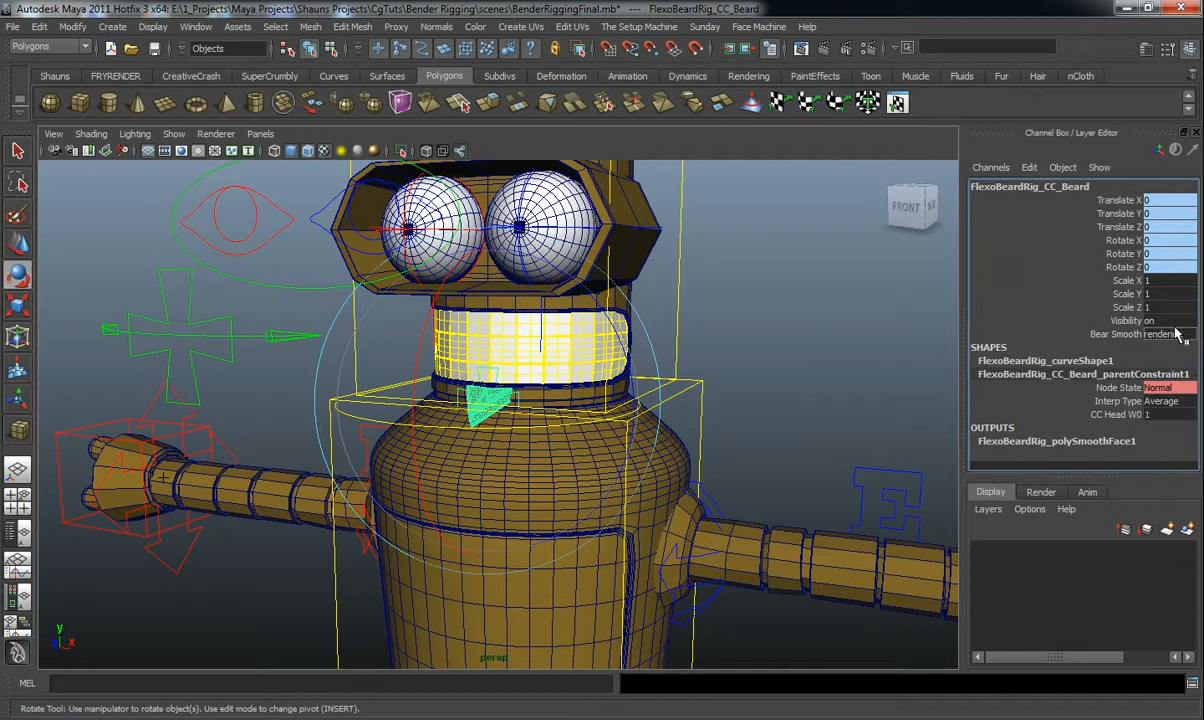 Autodesk Maya 2011 Hotfix x64: E:\1_Projects\Maya Projects\Shauns Projects\CgTuts\Bender Rigging\scenes\BenderRiggingFinal.mb* --- FlexoBeardRig_CC_Beard
File Edit Modify Create Display Window Assets Select Mesh Edit Mesh Proxy Normals Color Create UVs Edit UVs The Setup Machine Sunday Arnold Muscle Help
Polygons Objects
Shauns FRYRENDER CreativeCrash SuperCrumbly Curves Surfaces Polygons Subdivs Deformation Animation Dynamics Rendering PaintEffects Toon Muscle Fluids Fur Hair nCloth
View Shading Lighting Show Renderer Panels
Channel Box / Layer Editor
Channels Edit Object Show
FlexoBeardRig_CC_Beard
Translate X 0
Translate Y 0
Translate Z 0
Rotate X 0
Rotate Y 0
Rotate Z 0
Scale X 1
Scale Y 1
Scale Z 1
Visibility on
Bear Smooth
SHAPES
FlexoBeardRig_curveShape1
FlexoBeardRig_CC_Beard_parentConstraint1
Node State Normal
Interp Type Average
CC Head W0 1
OUTPUTS
FlexoBeardRig_polySmoothFace1
Display Render Anim
Layers Options Help
FRONT
y
z x
persp
MEL
Rotate Tool: Use manipulator to rotate object(s). Use edit mode to change pivot (INSERT).